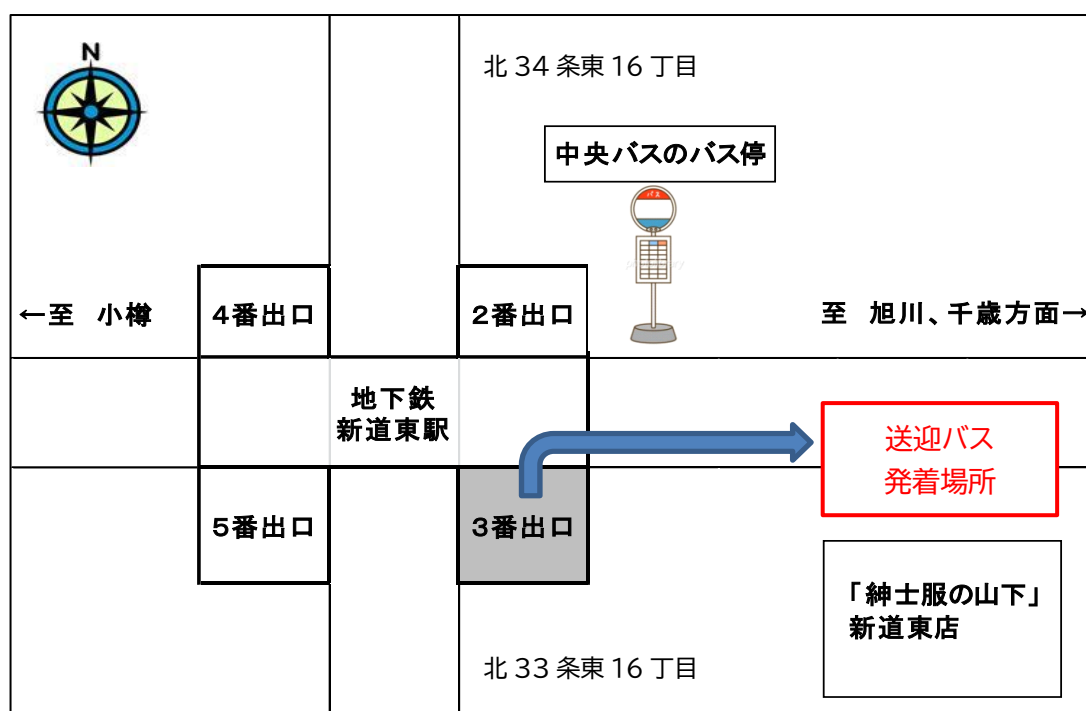 N
北34条東16丁目
中央バスのバス停
バス
←至 小樽
4番出口
2番出口
至 旭川、千歳方面→
地下鉄
新道東駅
送迎バス
発着場所
5番出口
3番出口
「紳士服の山下」
新道東店
北33条東16丁目